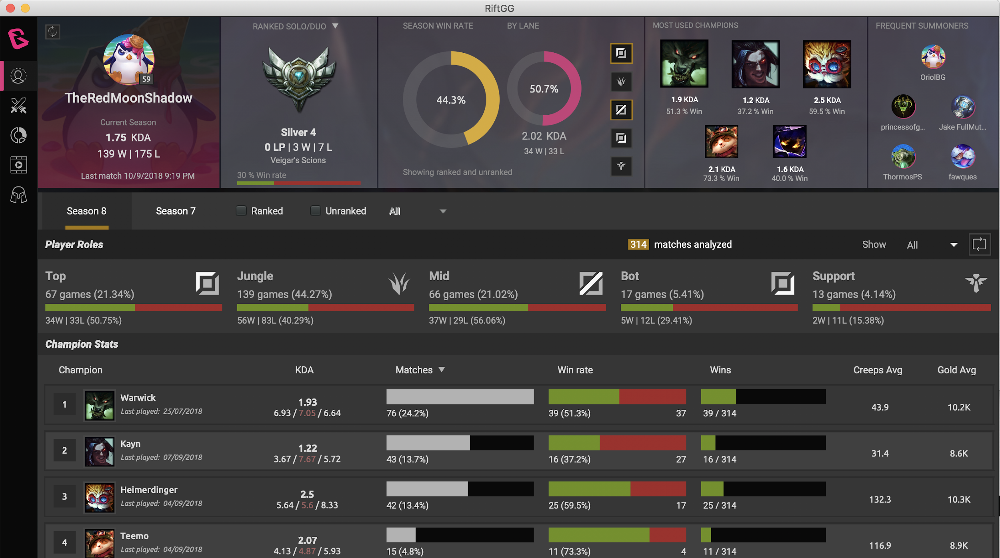 RiftGG
59
TheRedMoonShadow
Current Season
1.75 KDA
139 W | 175 L
Last match 10/9/2018 9:19 PM
RANKED SOLO/DUO
Silver 4
0 LP | 3 W | 7 L
Veigar's Scions
30 % Win rate
SEASON WIN RATE
BY LANE
44.3%
50.7%
2.02 KDA
34 W | 33 L
Showing ranked and unranked
MOST USED CHAMPIONS
1.9 KDA
51.3 % Win
1.2 KDA
37.2 % Win
2.5 KDA
59.5 % Win
2.1 KDA
73.3 % Win
1.6 KDA
40.0 % Win
FREQUENT SUMMONERS
OriolBG
princessofg...
Jake FullMut...
ThormosPS
fawques
Season 8
Season 7
Ranked
Unranked
All
Player Roles
314 matches analyzed
Show
All
Top
67 games (21.34%)
34W | 33L (50.75%)
Jungle
139 games (44.27%)
56W | 83L (40.29%)
Mid
66 games (21.02%)
37W | 29L (56.06%)
Bot
17 games (5.41%)
5W | 12L (29.41%)
Support
13 games (4.14%)
2W | 11L (15.38%)
Champion Stats
Champion
KDA
Matches
Win rate
Wins
Creeps Avg
Gold Avg
1
Warwick
Last played: 25/07/2018
1.93
6.93 / 7.05 / 6.64
76 (24.2%)
39 (51.3%)
37
39 / 314
43.9
10.2K
2
Kayn
Last played: 07/09/2018
1.22
3.67 / 7.67 / 5.72
43 (13.7%)
16 (37.2%)
27
16 / 314
31.4
8.6K
3
Heimerdinger
Last played: 04/09/2018
2.5
5.64 / 5.6 / 8.33
42 (13.4%)
25 (59.5%)
17
25 / 314
132.3
10.3K
4
Teemo
Last played: 04/09/2018
2.07
4.13 / 4.87 / 5.93
15 (4.8%)
11 (73.3%)
4
11 / 314
116.9
8.9K